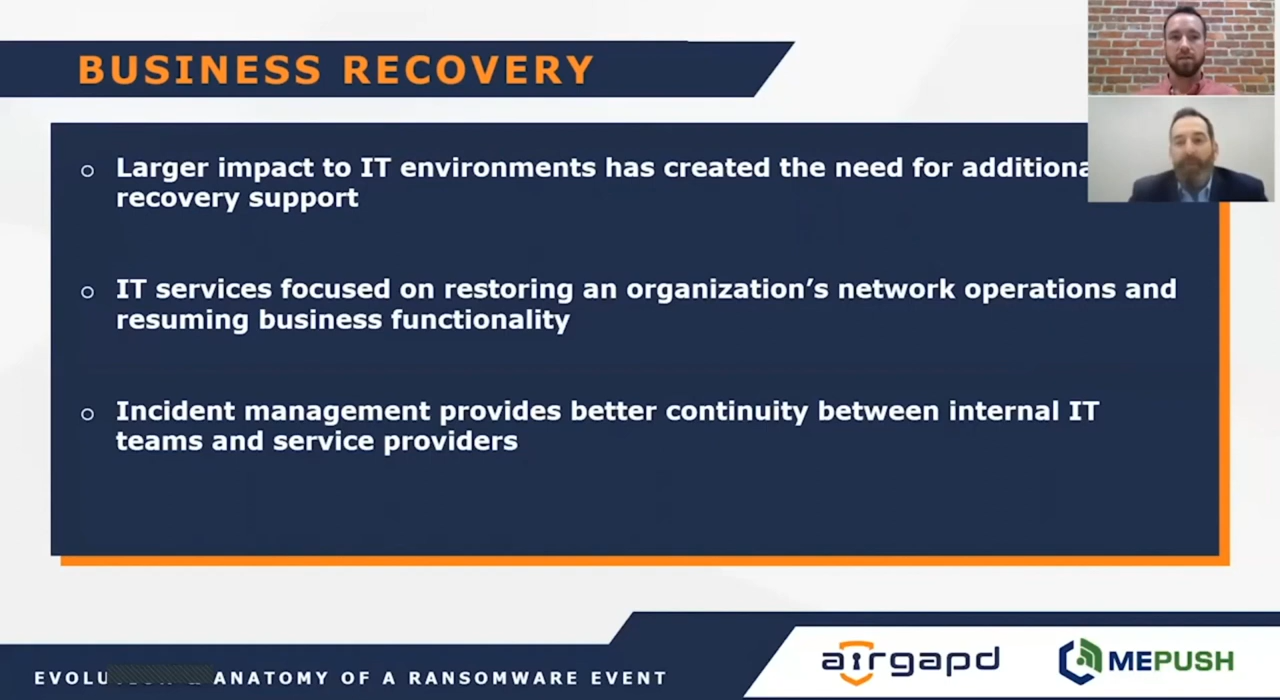 BUSINESS RECOVERY
Larger impact to IT environments has created the need for
recovery support
IT services focused on restoring an organization’s network operations and
resuming business functionality
Incident management provides better continuity between internal IT
teams and service providers
ANATOMY OF A RANSOMWARE EVENT
airgapd
MEPUSH